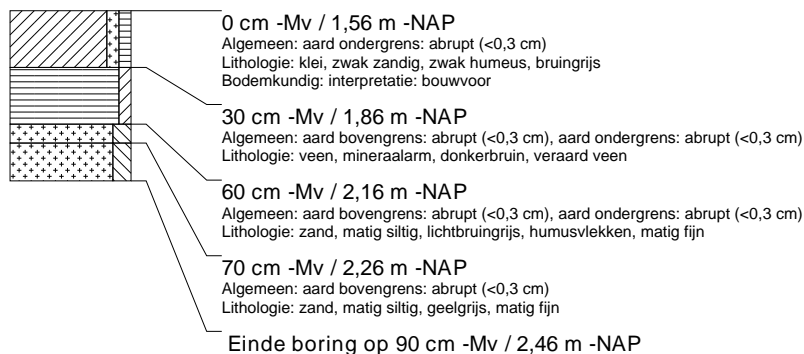 0 cm -Mv / 1,56 m -NAP
Algemeen: aard ondergrens: abrupt (<0,3 cm)
Lithologie: klei, zwak zandig, zwak humeus, bruingrijs
Bodemkundig: interpretatie: bouwvoor
30 cm -Mv / 1,86 m -NAP
Algemeen: aard bovengrens: abrupt (<0,3 cm), aard ondergrens: abrupt (<0,3 cm)
Lithologie: veen, mineraalarm, donkerbruin, veraard veen
60 cm -Mv / 2,16 m -NAP
Algemeen: aard bovengrens: abrupt (<0,3 cm), aard ondergrens: abrupt (<0,3 cm)
Lithologie: zand, matig siltig, lichtbruingrijs, humusvlekken, matig fijn
70 cm -Mv / 2,26 m -NAP
Algemeen: aard bovengrens: abrupt (<0,3 cm)
Lithologie: zand, matig siltig, geelgrijs, matig fijn
Einde boring op 90 cm -Mv / 2,46 m -NAP